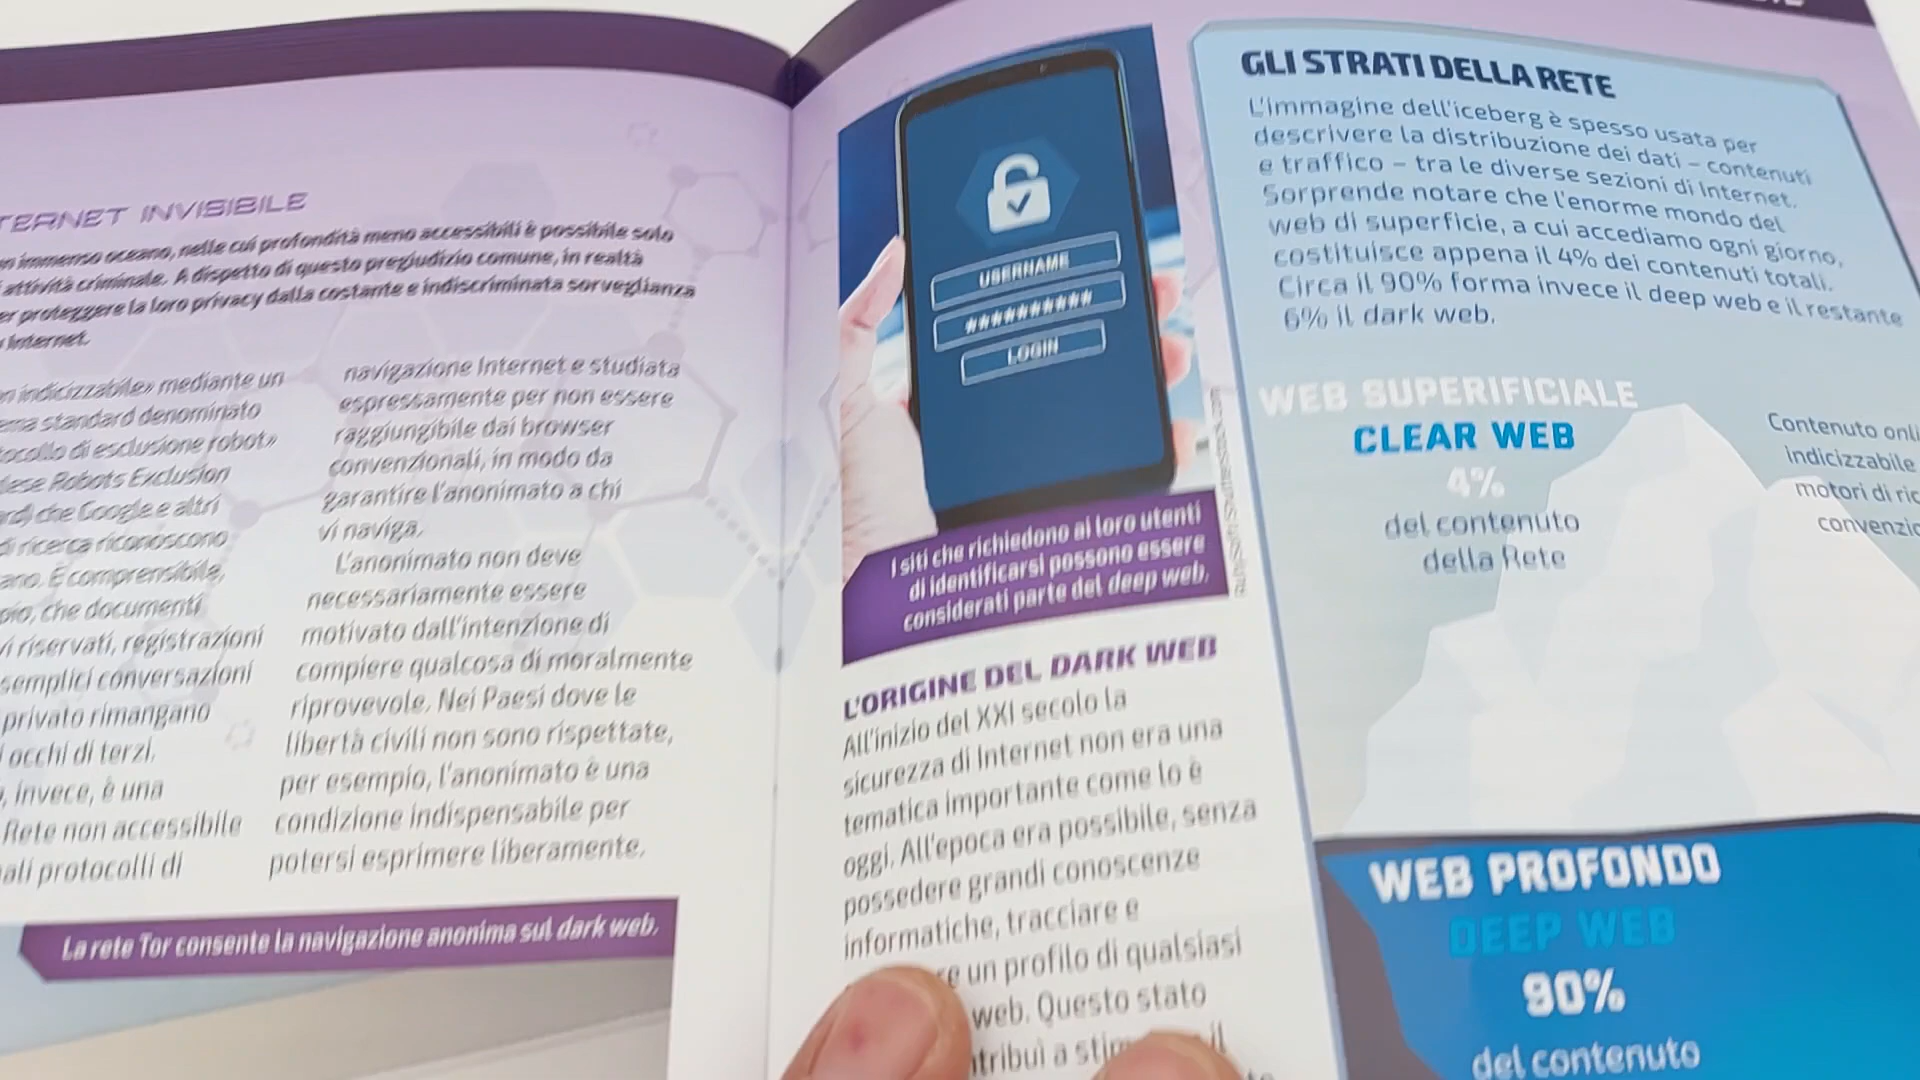 INTERNET INVISIBILE
un immenso oceano, nelle cui profondità meno accessibili è possibile solo
attività criminale. A dispetto di questo pregiudizio comune, in realtà
per proteggere la loro privacy dalla costante e indiscriminata sorveglianza
Internet.
indicizzabile» mediante un
standard denominato
di esclusione robot»
Robots Exclusion
che Google e altri
di ricerca riconoscono
È comprensibile,
che documenti
riservati, registrazioni
semplici conversazioni
privato rimangano
occhi di terzi.
invece, è una
Rete non accessibile
protocolli di
navigazione Internet e studiata
espressamente per non essere
raggiungibile dai browser
convenzionali, in modo da
garantire l'anonimato a chi
vi naviga.
L'anonimato non deve
necessariamente essere
motivato dall'intenzione di
compiere qualcosa di moralmente
riprovevole. Nei Paesi dove le
libertà civili non sono rispettate,
per esempio, l'anonimato è una
condizione indispensabile per
potersi esprimere liberamente.
La rete Tor consente la navigazione anonima sul dark web.
USERNAME
**********
LOGIN
I siti che richiedono ai loro utenti
di identificarsi possono essere
considerati parte del deep web.
L'ORIGINE DEL DARK WEB
All'inizio del XXI secolo la
sicurezza di Internet non era una
tematica importante come lo è
oggi. All'epoca era possibile, senza
possedere grandi conoscenze
informatiche, tracciare e
un profilo di qualsiasi
web. Questo stato
a
GLI STRATI DELLA RETE
L'immagine dell'iceberg è spesso usata per
descrivere la distribuzione dei dati – contenuti
e traffico – tra le diverse sezioni di Internet.
Sorprende notare che l'enorme mondo del
web di superficie, a cui accediamo ogni giorno,
costituisce appena il 4% dei contenuti totali.
Circa il 90% forma invece il deep web e il restante
6% il dark web.
WEB SUPERIFICIALE
CLEAR WEB
4%
del contenuto
della Rete
Contenuto
indicizzabile
motori di
WEB PROFONDO
DEEP WEB
90%
del contenuto